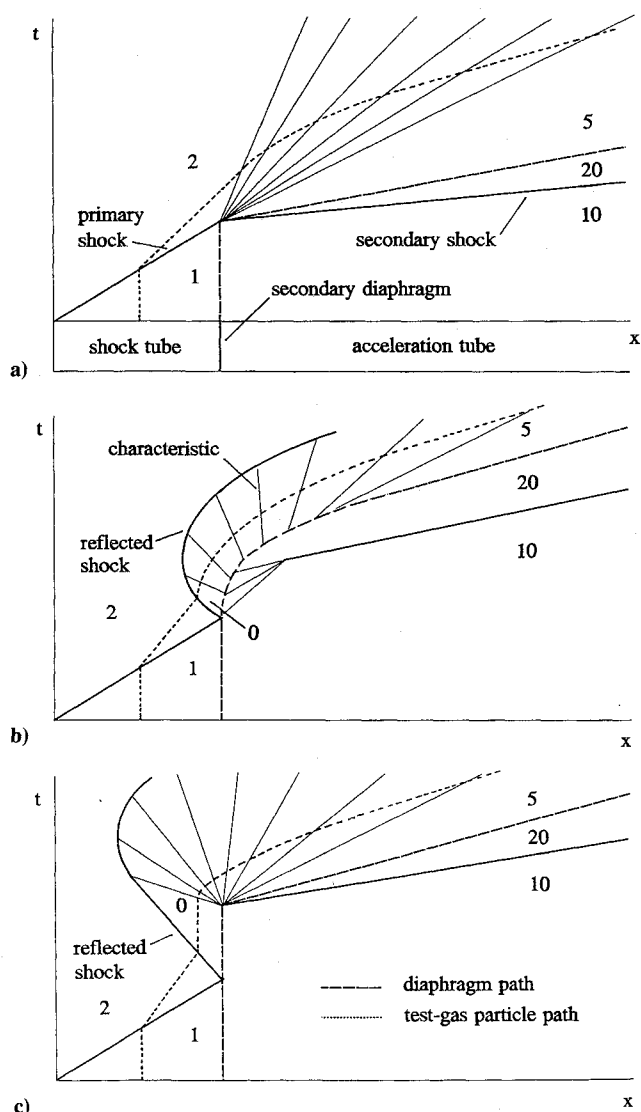 t
2
5
20
10
primary
shock
1
secondary shock
secondary diaphragm
x
shock tube
acceleration tube
a)
t
characteristic
5
20
reflected
shock
10
2
0
1
b)
x
t
5
20
0
10
reflected
shock
2
1
diaphragm path
test-gas particle path
c)
x